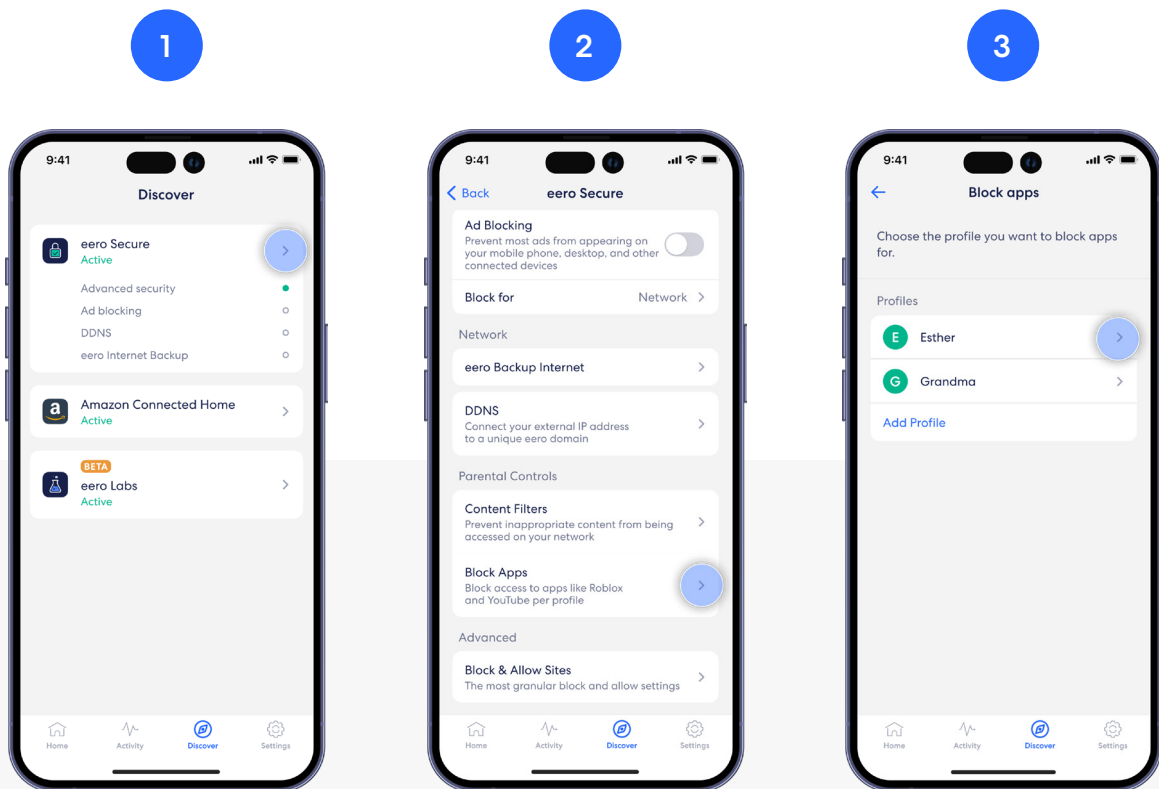 1
9:41
Discover
eero Secure
Active
Advanced security
Ad blocking
DDNS
eero Internet Backup
a
Amazon Connected Home
Active
BETA
eero Labs
Active
Home
Activity
Discover
Settings
2
9:41
Back
eero Secure
Ad Blocking
Prevent most ads from appearing on
your mobile phone, desktop, and other
connected devices
Block for
Network
Network
eero Backup Internet
DDNS
Connect your external IP address
to a unique eero domain
Parental Controls
Content Filters
Prevent inappropriate content from being
accessed on your network
Block Apps
Block access to apps like Roblox
and YouTube per profile
Advanced
Block & Allow Sites
The most granular block and allow settings
Home
Activity
Discover
Settings
3
9:41
Block apps
Choose the profile you want to block apps
for.
Profiles
E
Esther
G
Grandma
Add Profile
Home
Activity
Discover
Settings